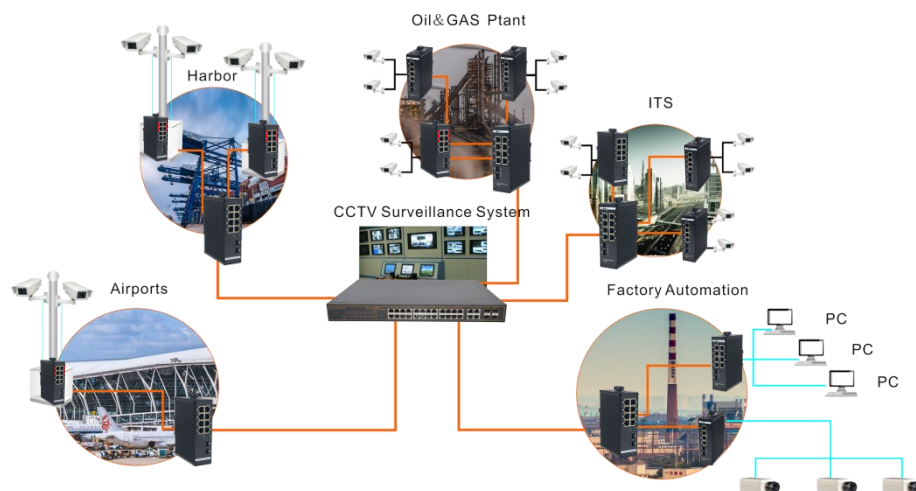 Oil&GAS Ptant
Harbor
ITS
CCTV Surveillance System
Airports
Factory Automation
PC
PC
PC